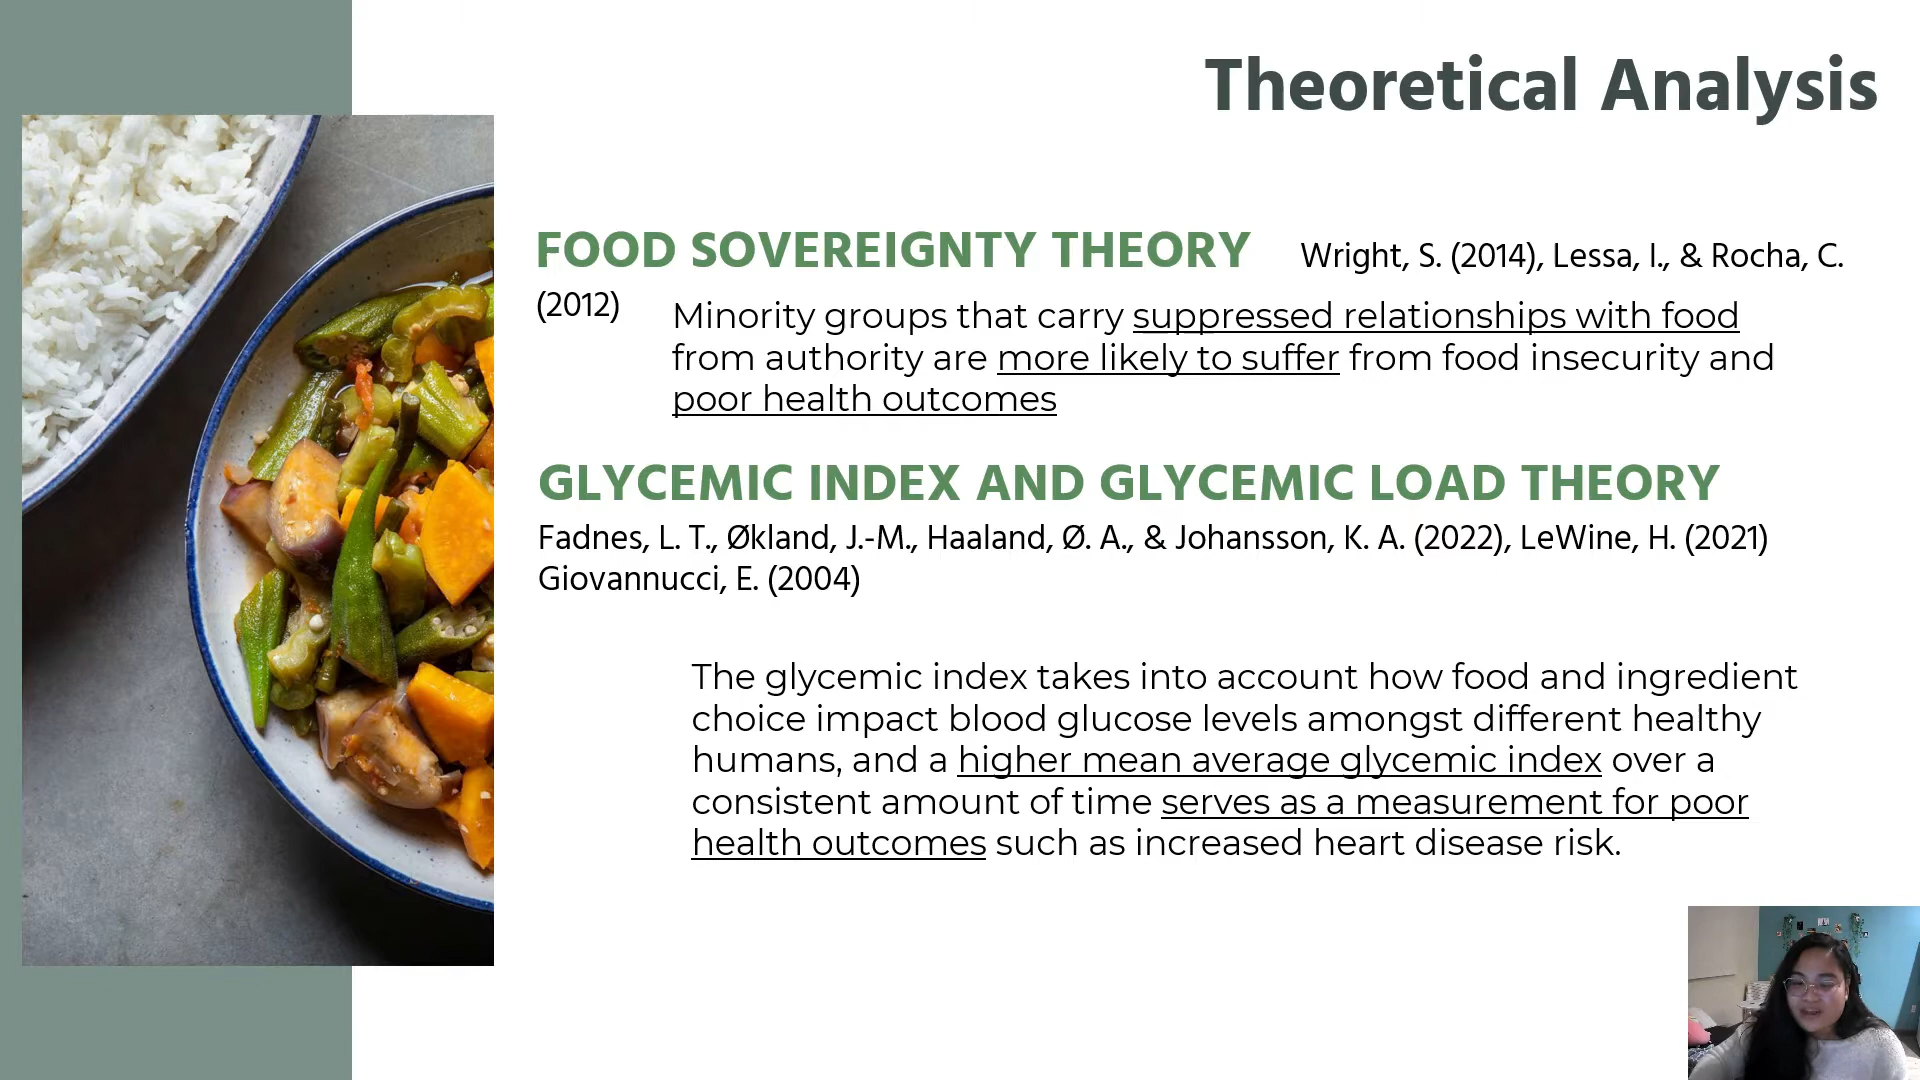 Theoretical Analysis
FOOD SOVEREIGNTY THEORY Wright, S. (2014), Lessa, I., & Rocha, C.
(2012)
Minority groups that carry suppressed relationships with food
from authority are more likely to suffer from food insecurity and
poor health outcomes
GLYCEMIC INDEX AND GLYCEMIC LOAD THEORY
Fadnes, L. T., Økland, J.-M., Haaland, Ø. A., & Johansson, K. A. (2022), LeWine, H. (2021)
Giovannucci, E. (2004)
The glycemic index takes into account how food and ingredient
choice impact blood glucose levels amongst different healthy
humans, and a higher mean average glycemic index over a
consistent amount of time serves as a measurement for poor
health outcomes such as increased heart disease risk.